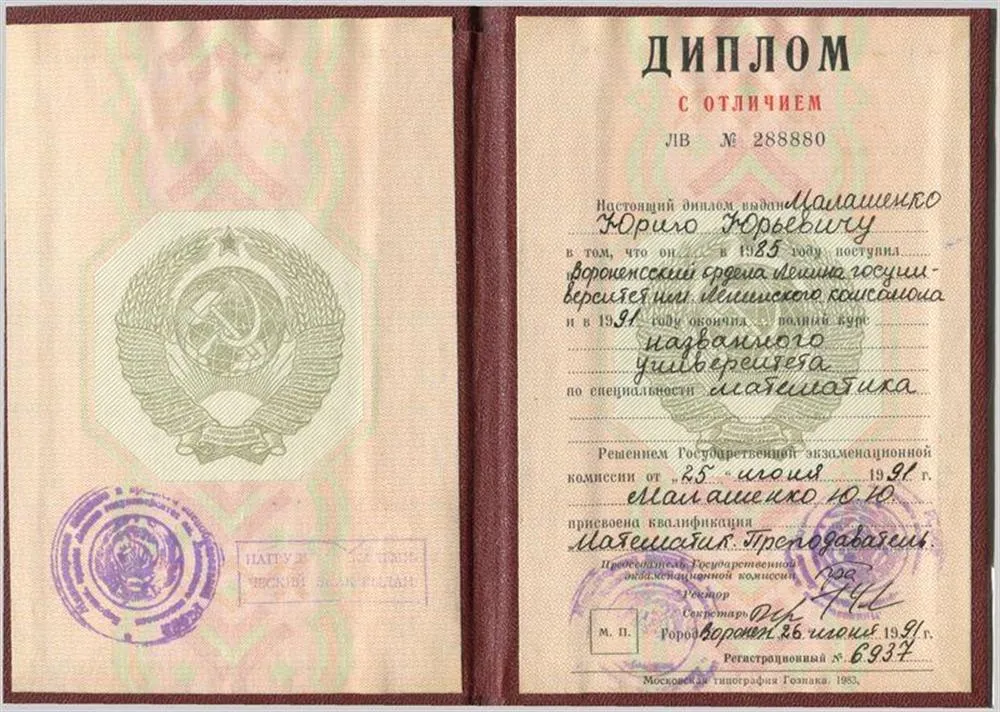 НАГРУД
ЧЕСКИЙ ВЫДАН
ДИПЛОМ
С ОТЛИЧИЕМ
ЛВ № 288880
Настоящий диплом выдан Малашенко
Юрию Юрьевичу
в том, что он в 1985 году поступил
в Воронежский ордена Ленина госуни-
верситет им. Ленинского комсомола
и в 1991 году окончил полный курс
названного
университета
по специальности математика
Решением Государственной экзаменационной
комиссии от „25" июня 1991 г.
Малашенко Ю.Ю.
присвоена квалификация
Математик. Преподаватель.
Председатель Государственной
экзаменационной комиссии
Ректор
Секретарь
М. П.
Город Воронеж 26 июня 1991 г.
Регистрационный № 6937
Московская типография Гознака. 1983.